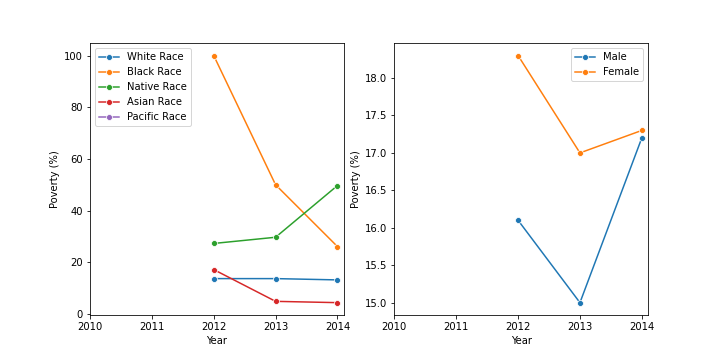 100
80
60
40
20
0
Poverty (%)
2010 2011 2012 2013 2014
Year
White Race
Black Race
Native Race
Asian Race
Pacific Race
18.0
17.5
17.0
16.5
16.0
15.5
15.0
Poverty (%)
2010 2011 2012 2013 2014
Year
Male
Female